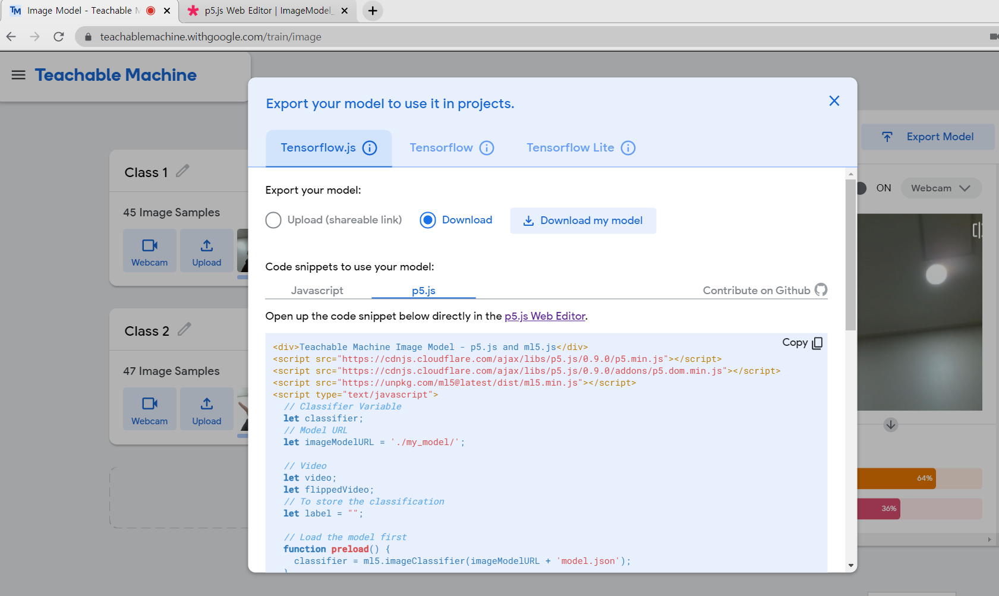 Image Model - Teachable M
p5.js Web Editor | ImageModel_
teachablemachine.withgoogle.com/train/image
Teachable Machine
Export your model to use it in projects.
Tensorflow.js
Tensorflow
Tensorflow Lite
Export Model
Class 1
45 Image Samples
Webcam
Upload
Class 2
47 Image Samples
Webcam
Upload
Export your model:
Upload (shareable link)
Download
Download my model
Code snippets to use your model:
Javascript
p5.js
Contribute on Github
Open up the code snippet below directly in the p5.js Web Editor.
Copy
<div>Teachable Machine Image Model - p5.js and ml5.js</div>
<script src="https://cdnjs.cloudflare.com/ajax/libs/p5.js/0.9.0/p5.min.js"></script>
<script src="https://cdnjs.cloudflare.com/ajax/libs/p5.js/0.9.0/addons/p5.dom.min.js"></script>
<script src="https://unpkg.com/ml5@latest/dist/ml5.min.js"></script>
<script type="text/javascript">
// Classifier Variable
let classifier;
// Model URL
let imageModelURL = './my_model/';
// Video
let video;
let flippedVideo;
// To store the classification
let label = "";
// Load the model first
function preload() {
classifier = ml5.imageClassifier(imageModelURL + 'model.json');
}
ON
Webcam
64%
36%